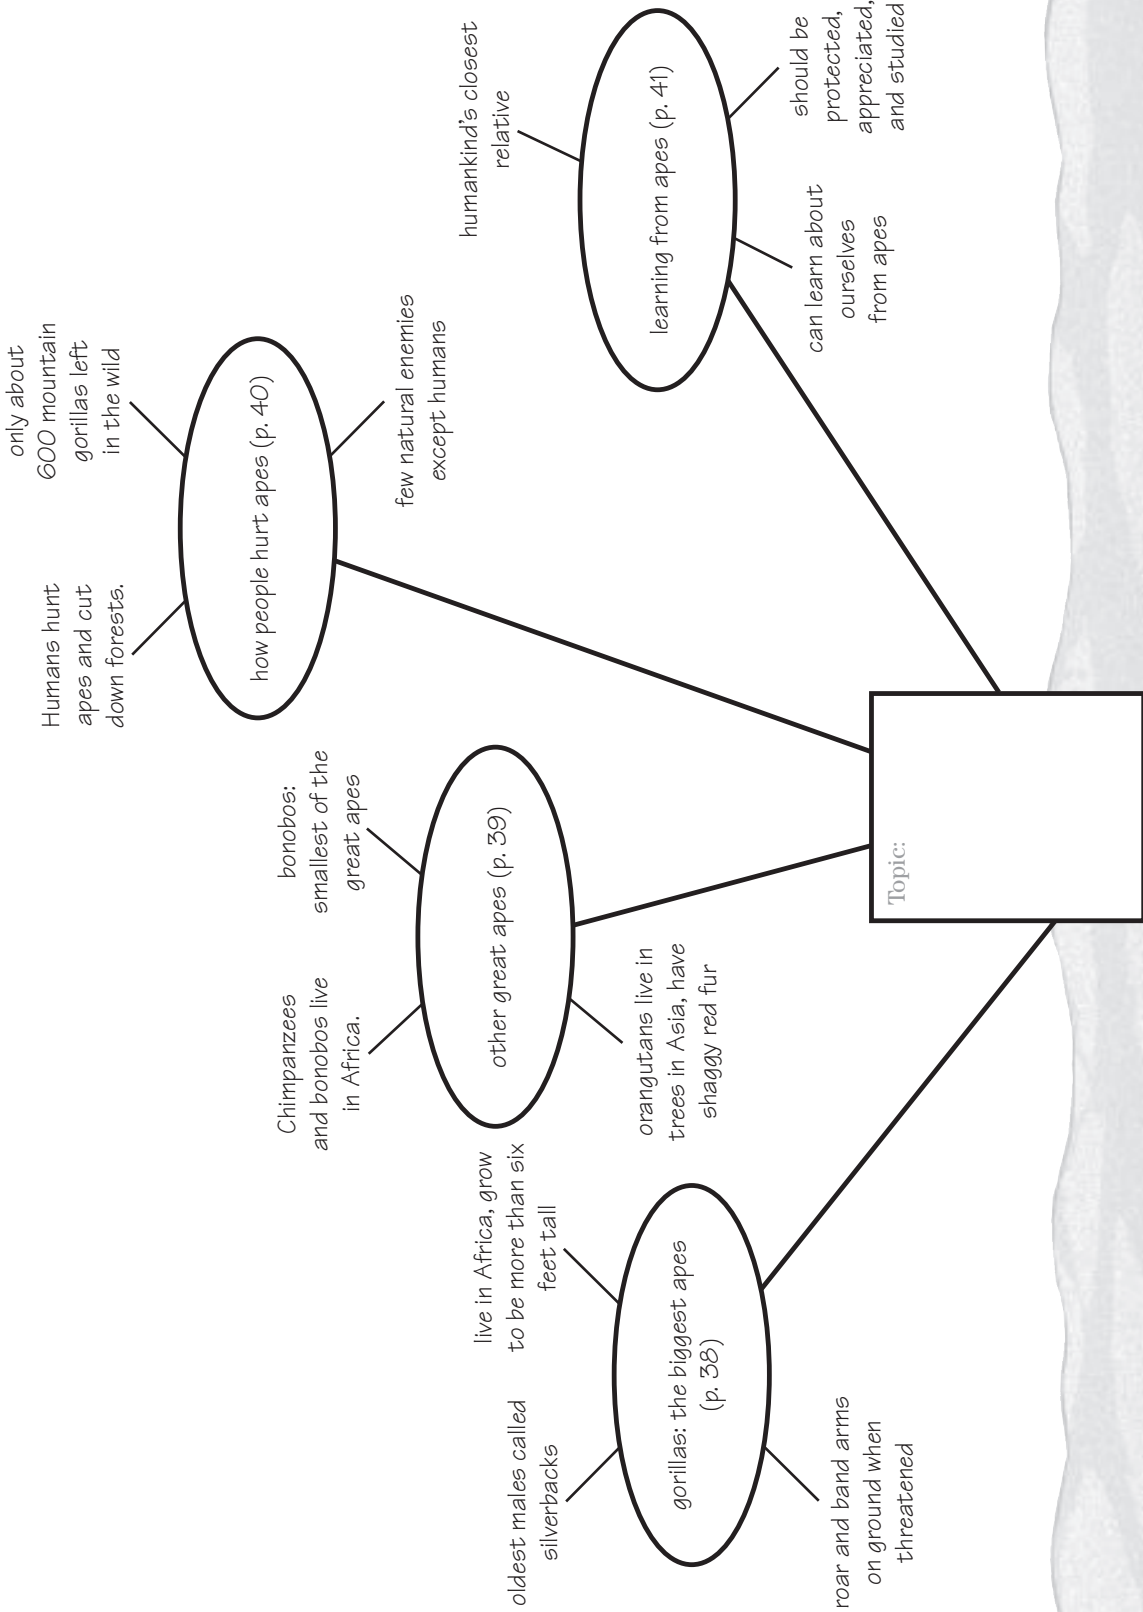 oldest males called
silverbacks
live in Africa, grow
to be more than six
feet tall
gorillas: the biggest apes
(p. 38)
roar and band arms
on ground when
threatened
Chimpanzees
and bonobos live
in Africa.
bonobos:
smallest of the
great apes
other great apes (p. 39)
orangutans live in
trees in Asia, have
shaggy red fur
Humans hunt
apes and cut
down forests.
only about
600 mountain
gorillas left
in the wild
how people hurt apes (p. 40)
few natural enemies
except humans
humankind's closest
relative
learning from apes (p. 41)
can learn about
ourselves
from apes
should be
protected,
appreciated,
and studied
Topic: